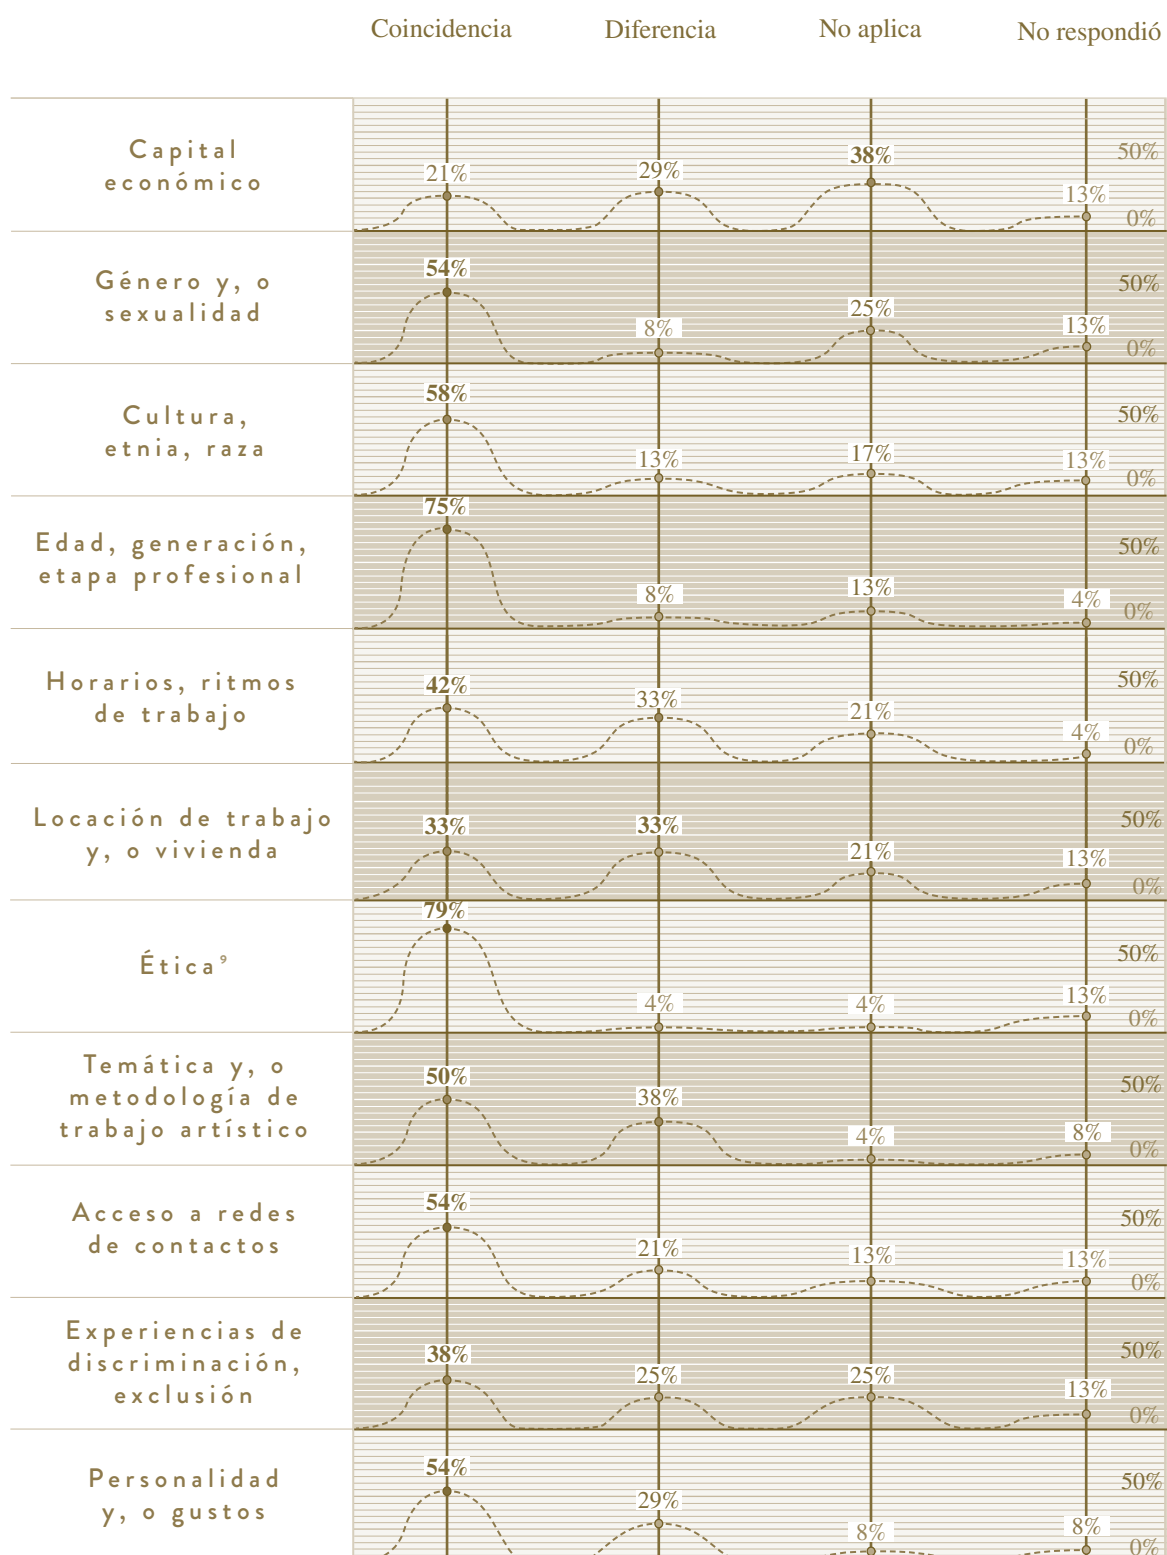 Coincidencia Diferencia No aplica No respondió
Capital
económico
21% 29% 38% 13% 50% 0%
Género y, o
sexualidad
54% 8% 25% 13% 50% 0%
Cultura,
etnia, raza
58% 13% 17% 13% 50% 0%
Edad, generación,
etapa profesional
75% 8% 13% 4% 50% 0%
Horarios, ritmos
de trabajo
42% 33% 21% 4% 50% 0%
Locación de trabajo
y, o vivienda
33% 33% 21% 13% 50% 0%
Ética⁹
79% 4% 4% 13% 50% 0%
Temática y, o
metodología de
trabajo artístico
50% 38% 4% 8% 50% 0%
Acceso a redes
de contactos
54% 21% 13% 13% 50% 0%
Experiencias de
discriminación,
exclusión
38% 25% 25% 13% 50% 0%
Personalidad
y, o gustos
54% 29% 8% 8% 50% 0%